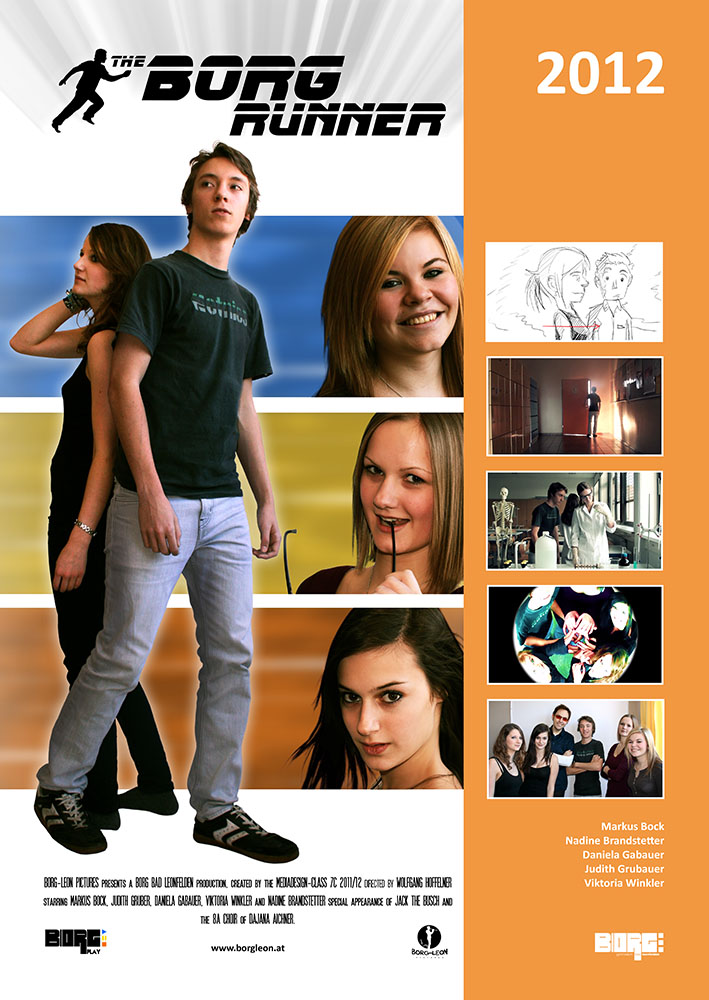 THE BORG
RUNNER
2012
Markus Bock
Nadine Brandstetter
Daniela Gabauer
Judith Grubauer
Viktoria Winkler
BORG-LEON PICTURES PRESENTS A BORG BAD LEONFELDEN PRODUCTION, CREATED BY THE MEDIADESIGN-CLASS 7C 2011/12 DIRECTED BY WOLFGANG HOFFELNER
STARRING MARKUS BOCK, JUDITH GRUBER, DANIELA GABAUER, VIKTORIA WINKLER AND NADINE BRANDSTETTER SPECIAL APPEARANCE OF JACK THE BUSCH AND
THE 8A CHOIR OF DAJANA AICHNER.
BORG
PLAY
www.borgleon.at
BORG-LEON
PICTURES
BORG